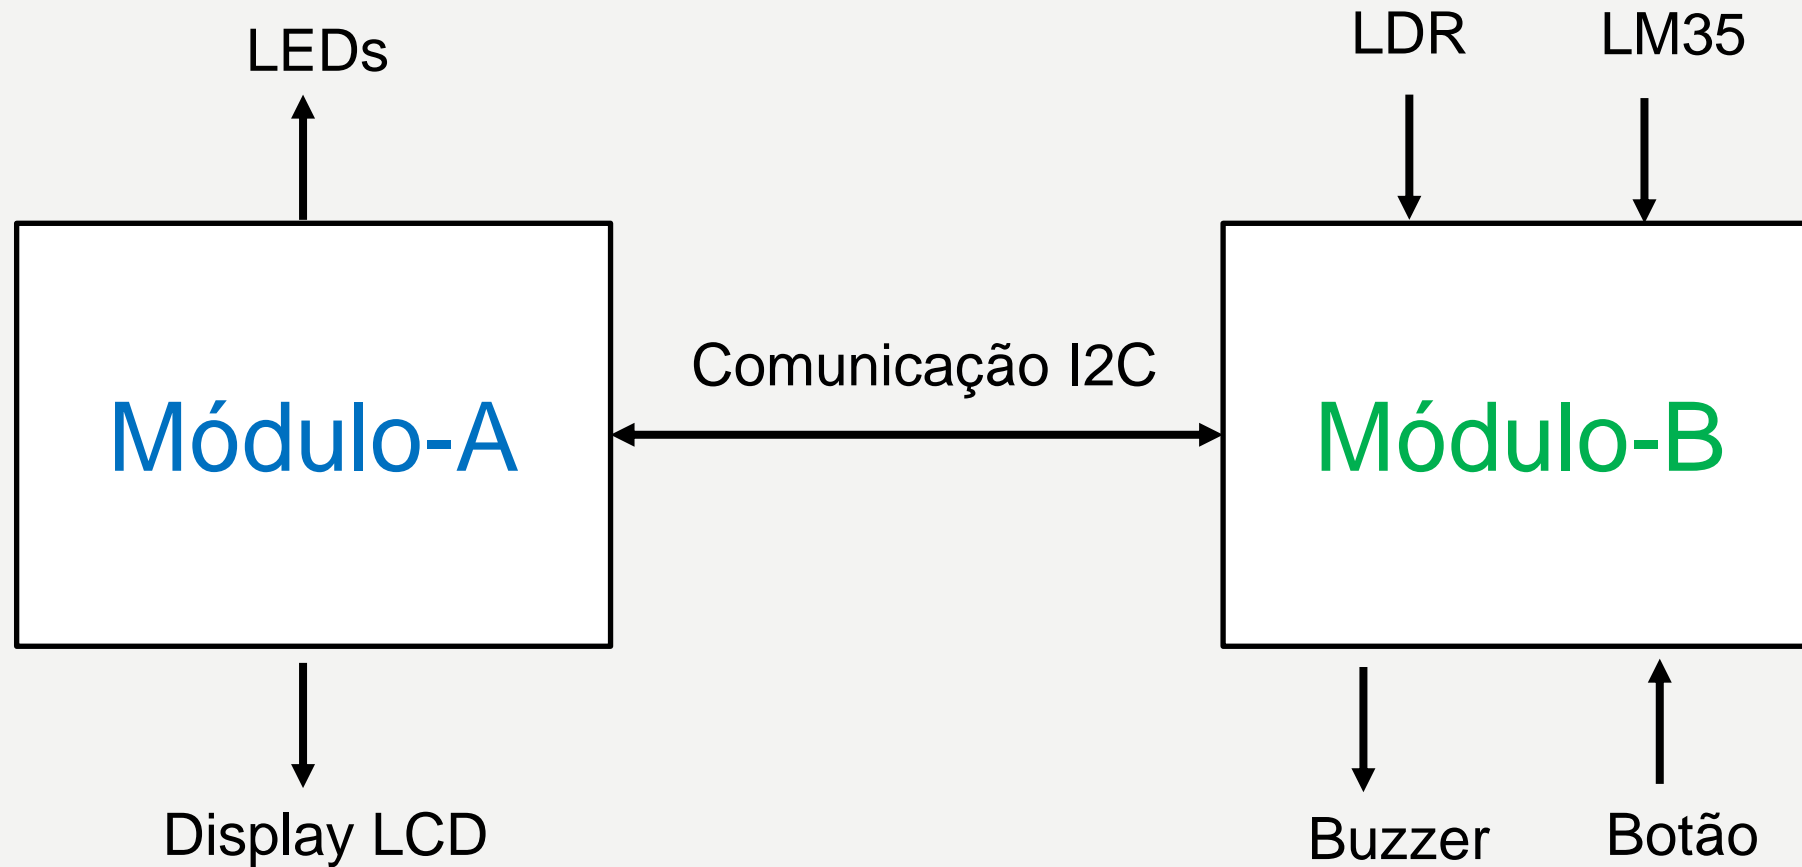 LEDs
LDR
LM35
Comunicação I2C
Módulo-A
Módulo-B
Display LCD
Buzzer
Botão